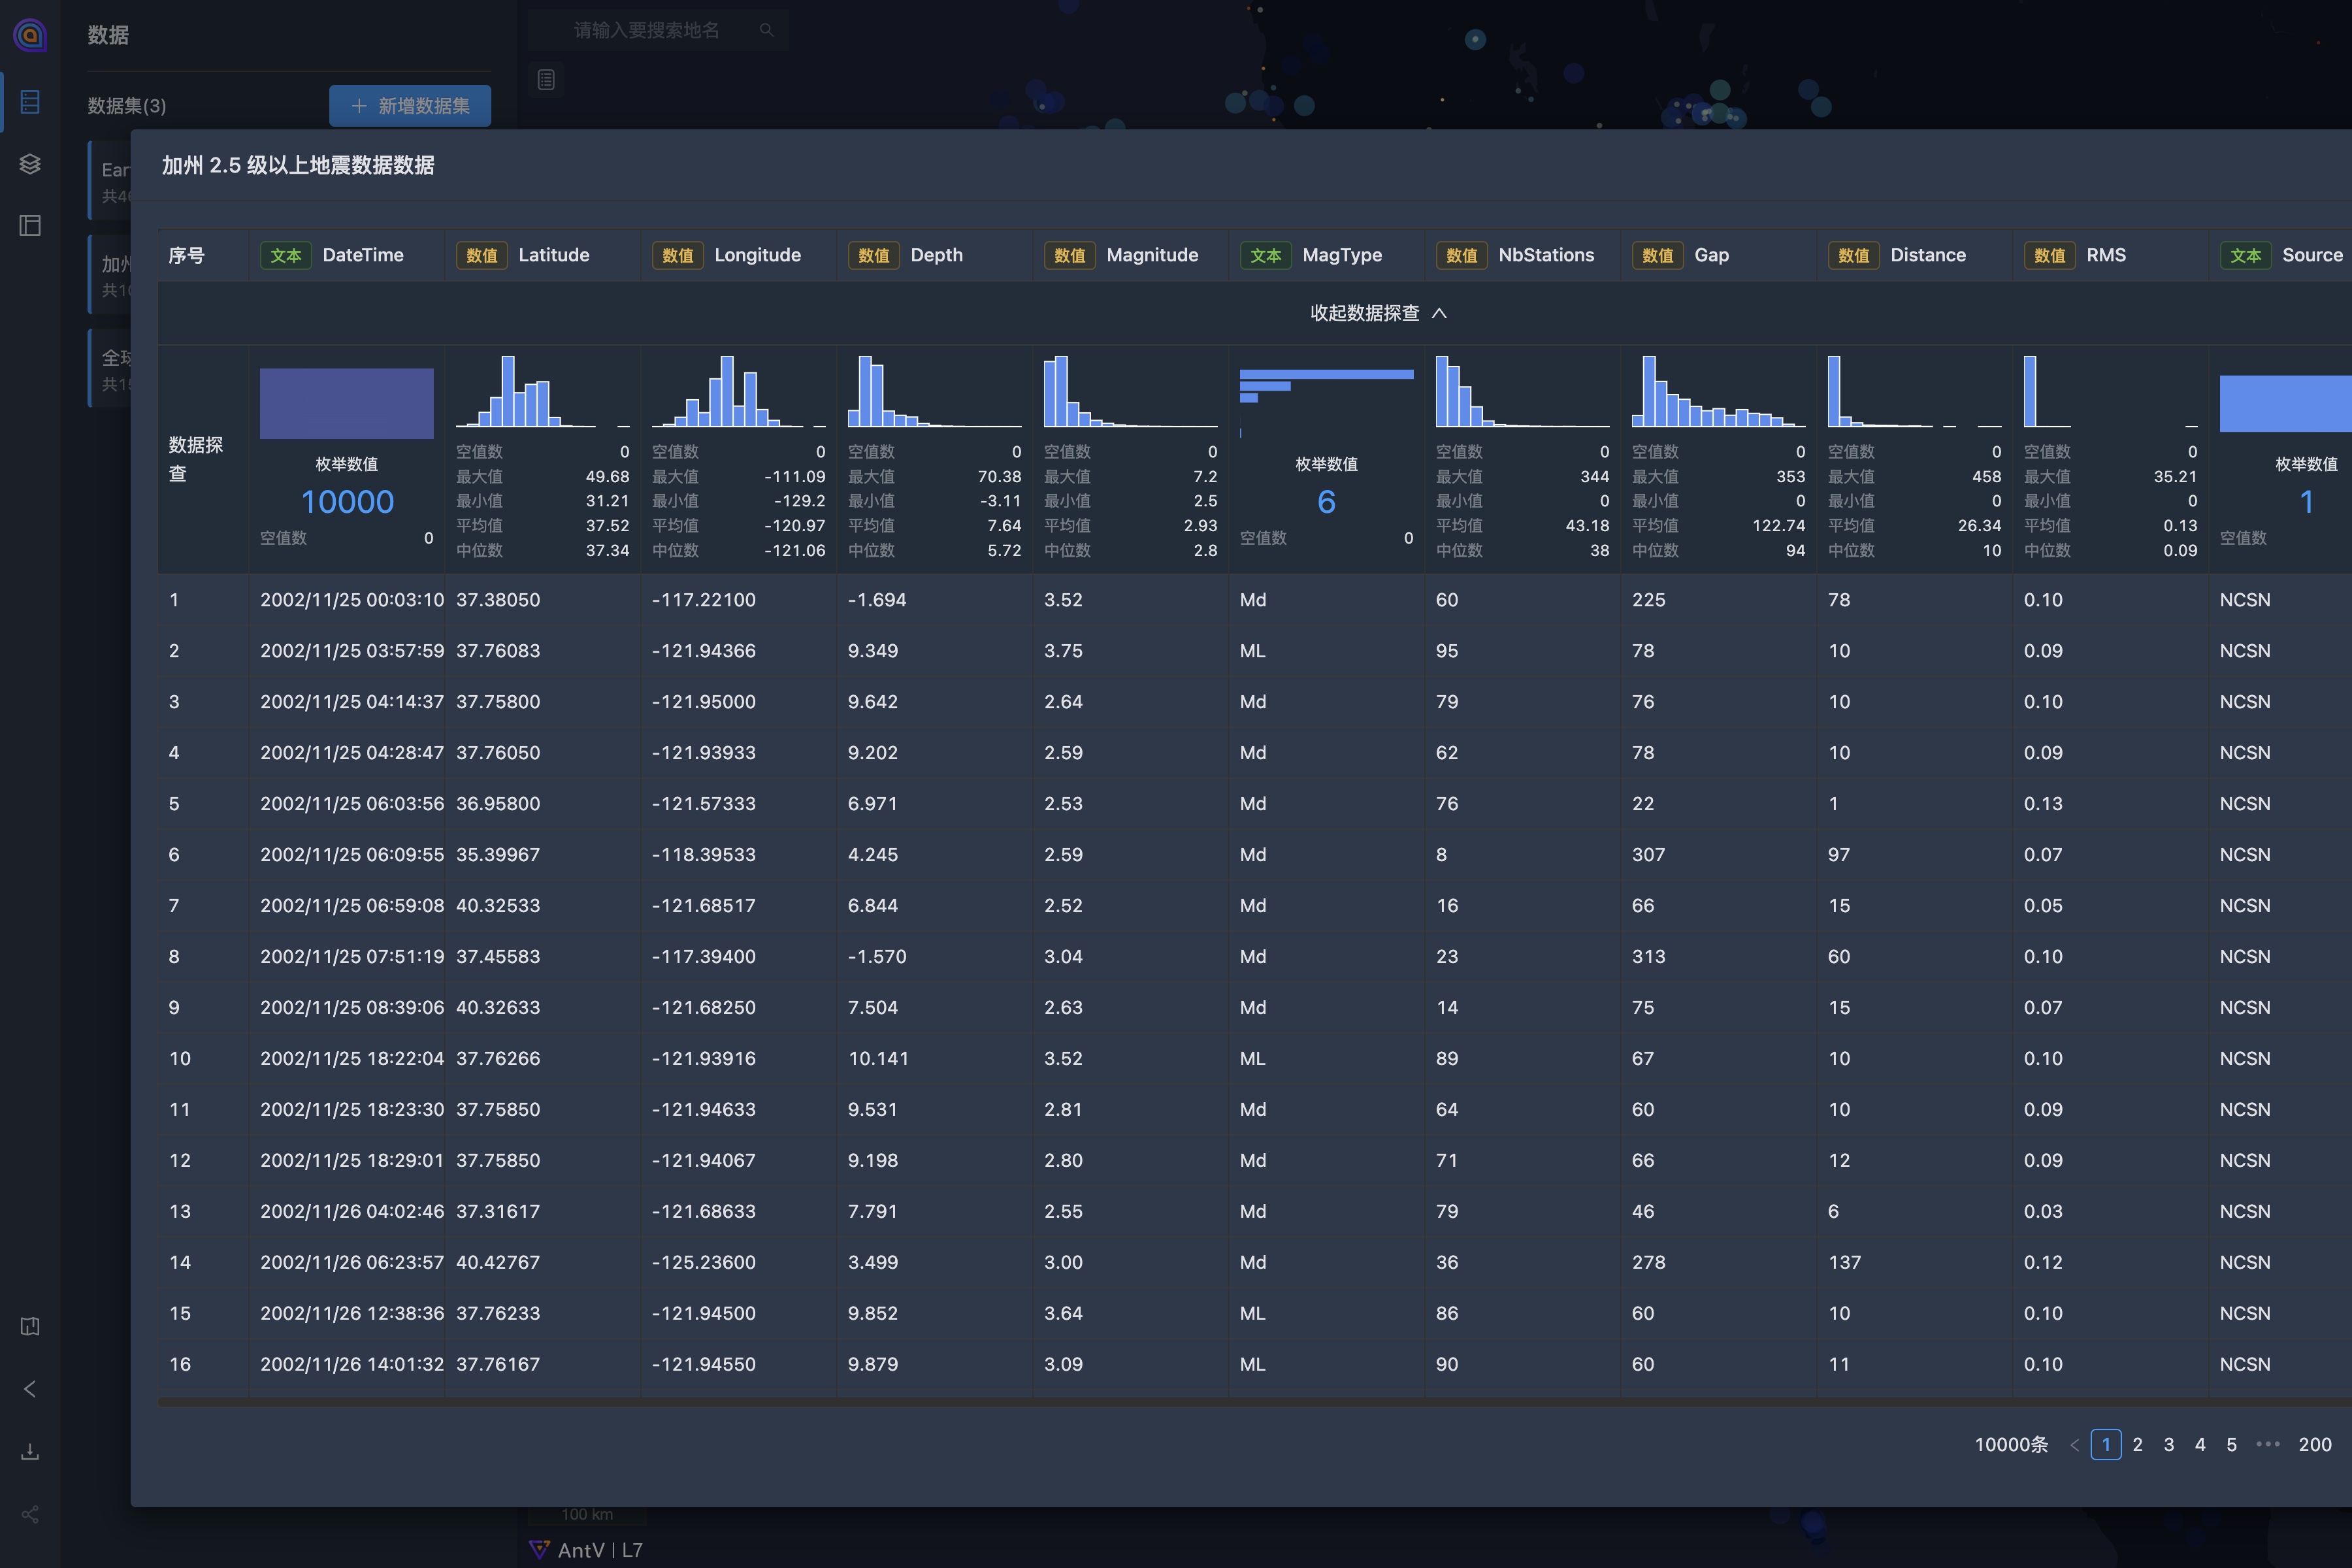 数据
请输入要搜索地名
数据集(3)
新增数据集
加州 2.5 级以上地震数据数据
序号 文本 DateTime 数值 Latitude 数值 Longitude 数值 Depth 数值 Magnitude 文本 MagType 数值 NbStations 数值 Gap 数值 Distance 数值 RMS 文本 Source
收起数据探查
数据探
查
枚举数值
10000
空值数 0
空值数 0
最大值 49.68
最小值 31.21
平均值 37.52
中位数 37.34
空值数 0
最大值 -111.09
最小值 -129.2
平均值 -120.97
中位数 -121.06
空值数 0
最大值 70.38
最小值 -3.11
平均值 7.64
中位数 5.72
空值数 0
最大值 7.2
最小值 2.5
平均值 2.93
中位数 2.8
枚举数值
6
空值数 0
空值数 0
最大值 344
最小值 0
平均值 43.18
中位数 38
空值数 0
最大值 353
最小值 0
平均值 122.74
中位数 94
空值数 0
最大值 458
最小值 0
平均值 26.34
中位数 10
空值数 0
最大值 35.21
最小值 0
平均值 0.13
中位数 0.09
枚举数值
1
空值数
1 2002/11/25 00:03:10 37.38050 -117.22100 -1.694 3.52 Md 60 225 78 0.10 NCSN
2 2002/11/25 03:57:59 37.76083 -121.94366 9.349 3.75 ML 95 78 10 0.09 NCSN
3 2002/11/25 04:14:37 37.75800 -121.95000 9.642 2.64 Md 79 76 10 0.10 NCSN
4 2002/11/25 04:28:47 37.76050 -121.93933 9.202 2.59 Md 62 78 10 0.09 NCSN
5 2002/11/25 06:03:56 36.95800 -121.57333 6.971 2.53 Md 76 22 1 0.13 NCSN
6 2002/11/25 06:09:55 35.39967 -118.39533 4.245 2.59 Md 8 307 97 0.07 NCSN
7 2002/11/25 06:59:08 40.32533 -121.68517 6.844 2.52 Md 16 66 15 0.05 NCSN
8 2002/11/25 07:51:19 37.45583 -117.39400 -1.570 3.04 Md 23 313 60 0.10 NCSN
9 2002/11/25 08:39:06 40.32633 -121.68250 7.504 2.63 Md 14 75 15 0.07 NCSN
10 2002/11/25 18:22:04 37.76266 -121.93916 10.141 3.52 ML 89 67 10 0.10 NCSN
11 2002/11/25 18:23:30 37.75850 -121.94633 9.531 2.81 Md 64 60 10 0.09 NCSN
12 2002/11/25 18:29:01 37.75850 -121.94067 9.198 2.80 Md 71 66 12 0.09 NCSN
13 2002/11/26 04:02:46 37.31617 -121.68633 7.791 2.55 Md 79 46 6 0.03 NCSN
14 2002/11/26 06:23:57 40.42767 -125.23600 3.499 3.00 Md 36 278 137 0.12 NCSN
15 2002/11/26 12:38:36 37.76233 -121.94500 9.852 3.64 ML 86 60 10 0.10 NCSN
16 2002/11/26 14:01:32 37.76167 -121.94550 9.879 3.09 ML 90 60 11 0.10 NCSN
10000条 1 2 3 4 5 ••• 200
100 km
AntV | L7